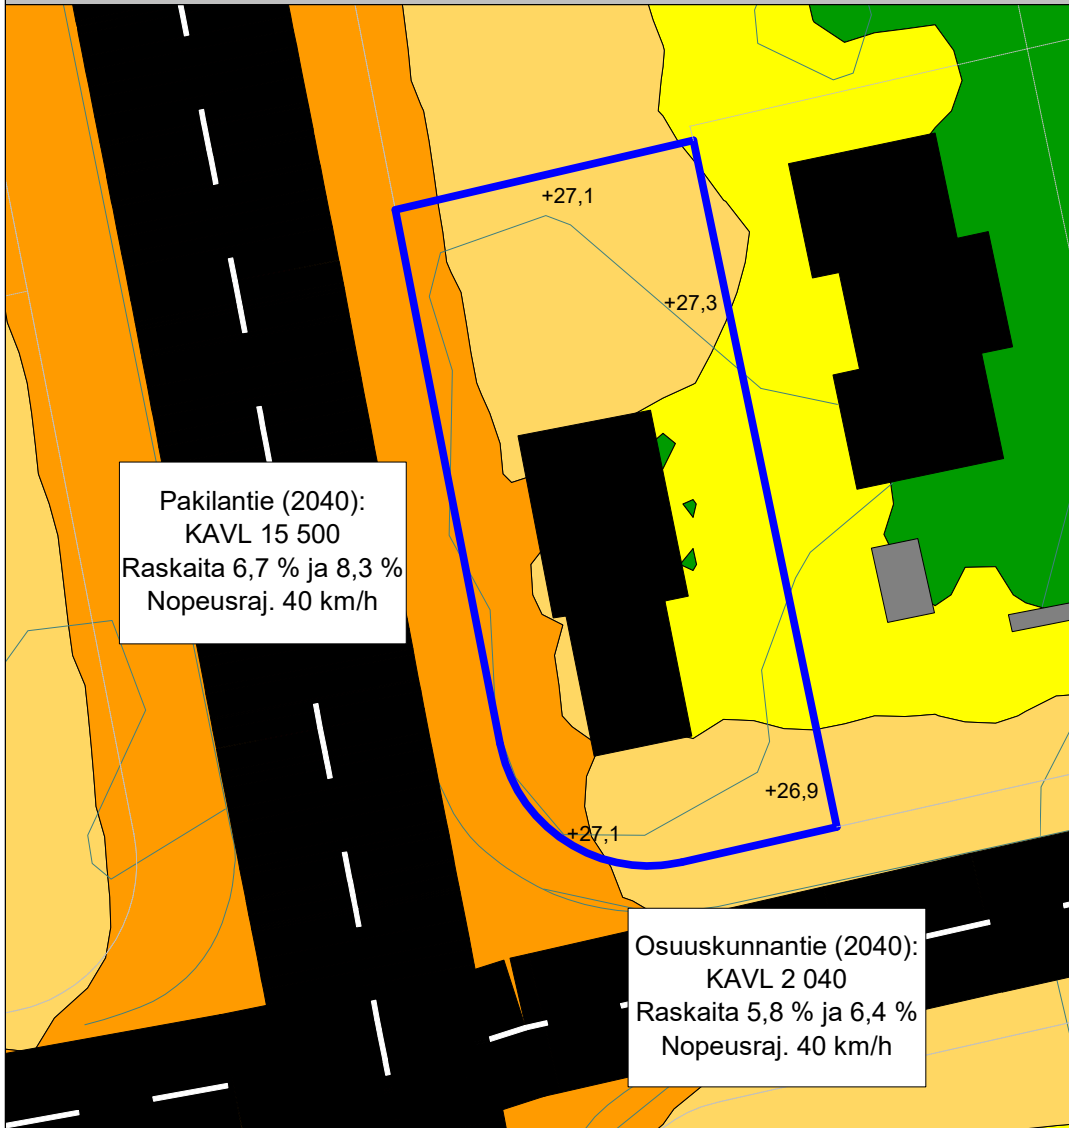 +27,1
+27,3
Pakilantie (2040):
KAVL 15 500
Raskaita 6,7 % ja 8,3 %
Nopeusraj. 40 km/h
+26,9
+27,1
Osuuskunnantie (2040):
KAVL 2 040
Raskaita 5,8 % ja 6,4 %
Nopeusraj. 40 km/h